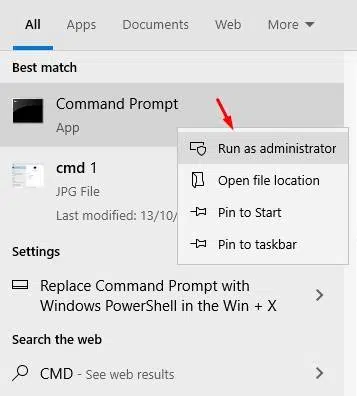 All Apps Documents Web More
Best match
Command Prompt
App
Run as administrator
Open file location
Pin to Start
Pin to taskbar
cmd 1
JPG File
Last modified: 13/10/
Settings
Replace Command Prompt with
Windows PowerShell in the Win + X
Search the web
CMD - See web results